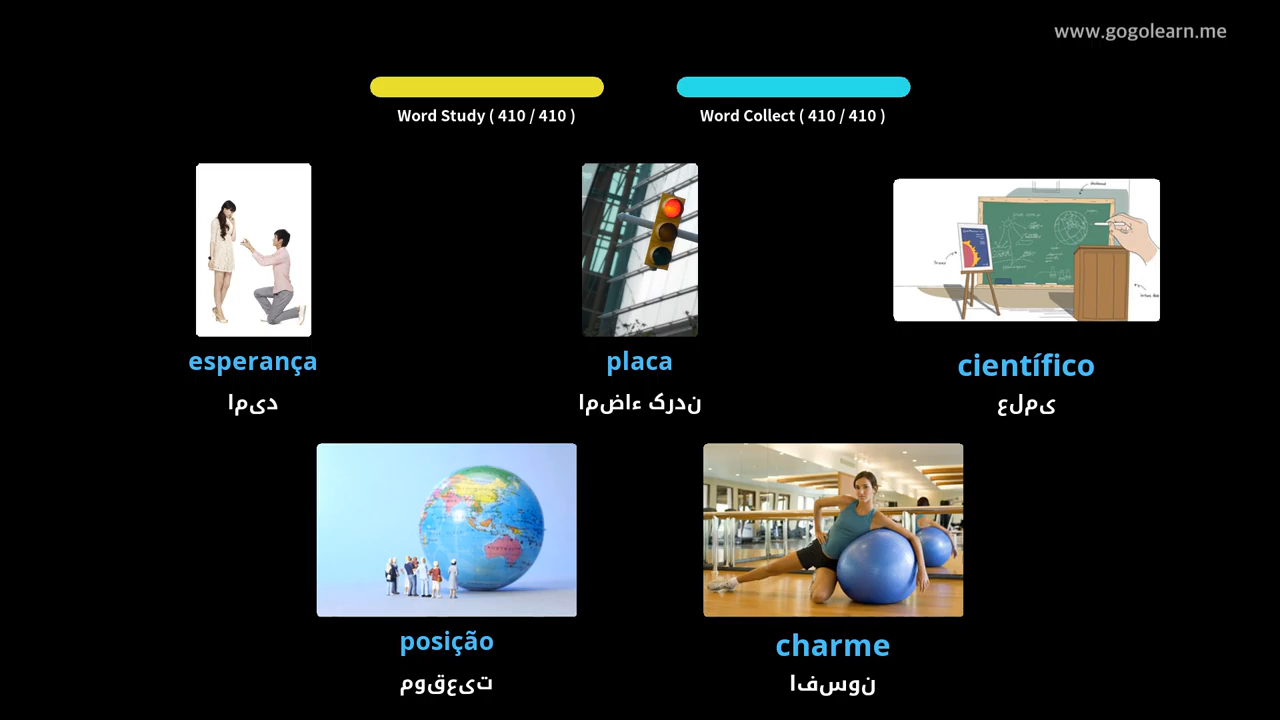 www.gogolearn.me
Word Study ( 410 / 410 )
Word Collect ( 410 / 410 )
esperança
امید
placa
امضاء کردن
científico
علمی
posição
موقعیت
charme
افسون